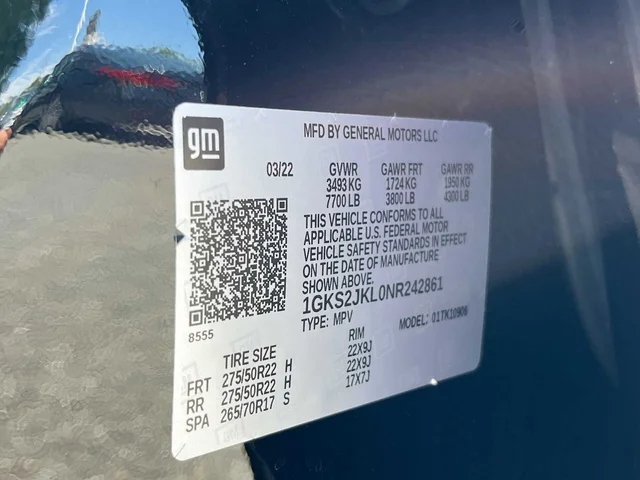 gm
MFD BY GENERAL MOTORS LLC
03/22 GVWR GAWR FRT GAWR RR
3493 KG 1724 KG 1950 KG
7700 LB 3800 LB 4300 LB
THIS VEHICLE CONFORMS TO ALL
APPLICABLE U.S. FEDERAL MOTOR
VEHICLE SAFETY STANDARDS IN EFFECT
ON THE DATE OF MANUFACTURE
SHOWN ABOVE.
1GKS2JKL0NR242861
TYPE: MPV MODEL: 01TK10906
8555
TIRE SIZE RIM
FRT 275/50R22 H 22X9J
RR 275/50R22 H 22X9J
SPA 265/70R17 S 17X7J